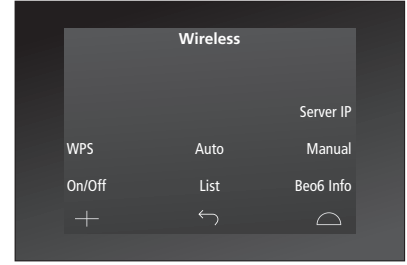 Wireless
Server IP
WPS Auto Manual
On/Off List Beo6 Info